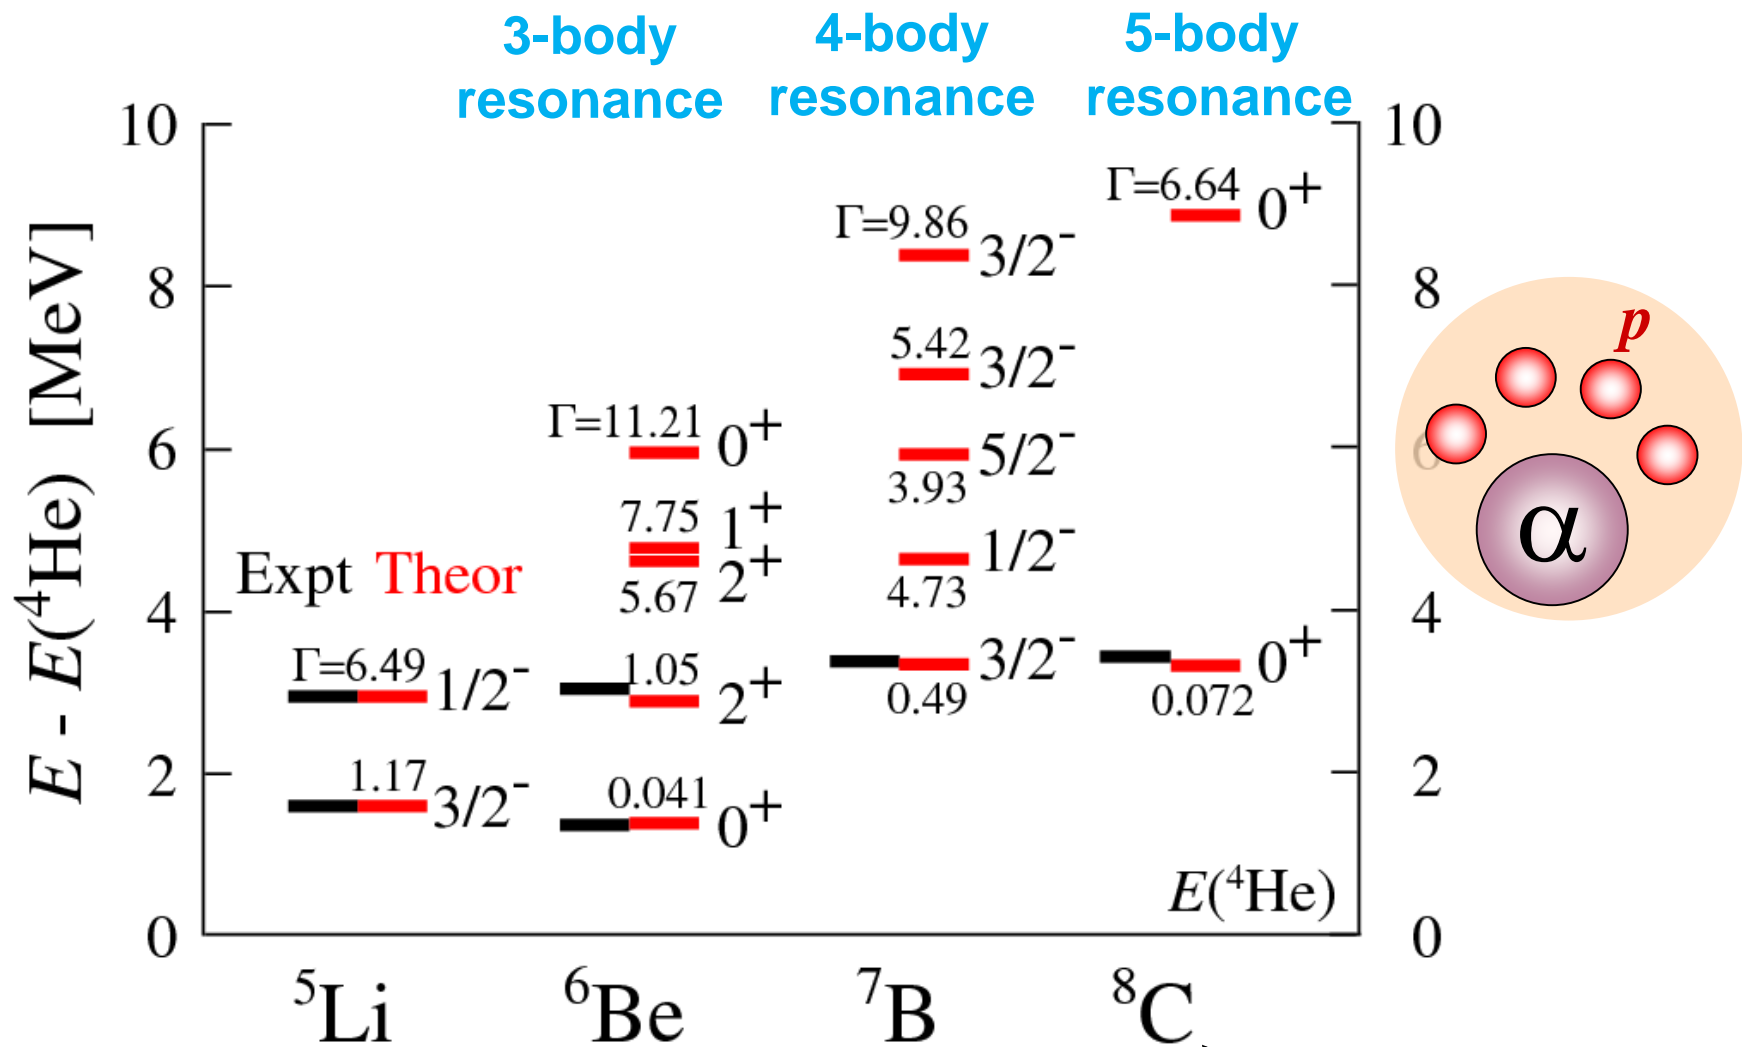 3-body 4-body 5-body
resonance resonance resonance
10 10
Γ=6.64 0⁺
Γ=9.86 3/2⁻
8 8
p
5.42 3/2⁻
Γ=11.21 0⁺
6 5/2⁻ 6
3.93
7.75 1⁺
α
1/2⁻
Expt Theor
5.67 2⁺
4.73
4 4
Γ=6.49 1/2⁻
1.05 2⁺
3/2⁻
0.49
0⁺
0.072
2 2
1.17 3/2⁻
0.041 0⁺
E(⁴He)
0 0
⁵Li ⁶Be ⁷B ⁸C
E - E(⁴He) [MeV]